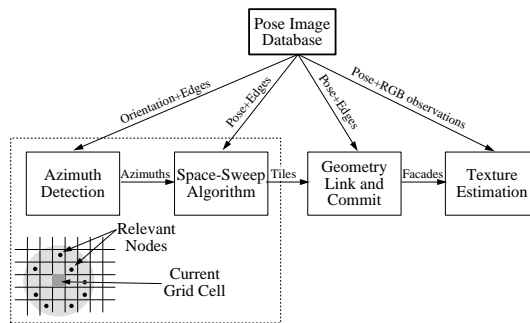 Pose Image
Database
Orientation+Edges
Pose+Edges
Pose+Edges
Pose+RGB observations
Azimuth
Detection
Azimuths
Space-Sweep
Algorithm
Tiles
Geometry
Link and
Commit
Facades
Texture
Estimation
Relevant
Nodes
Current
Grid Cell